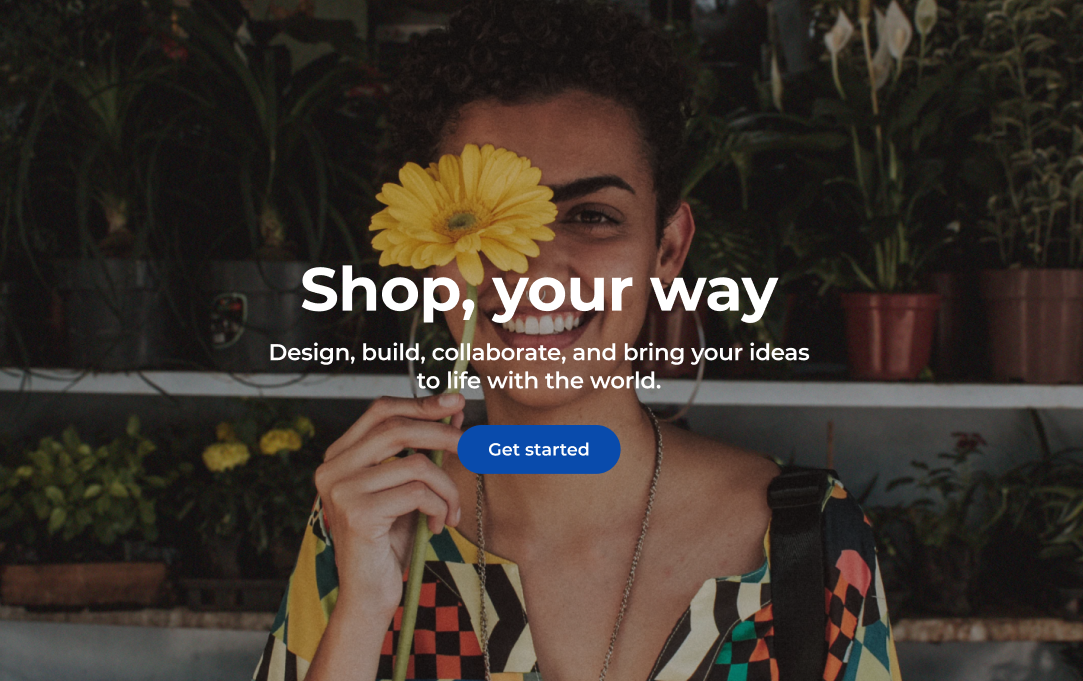 Shop, your way
Design, build, collaborate, and bring your ideas
to life with the world.
Get started